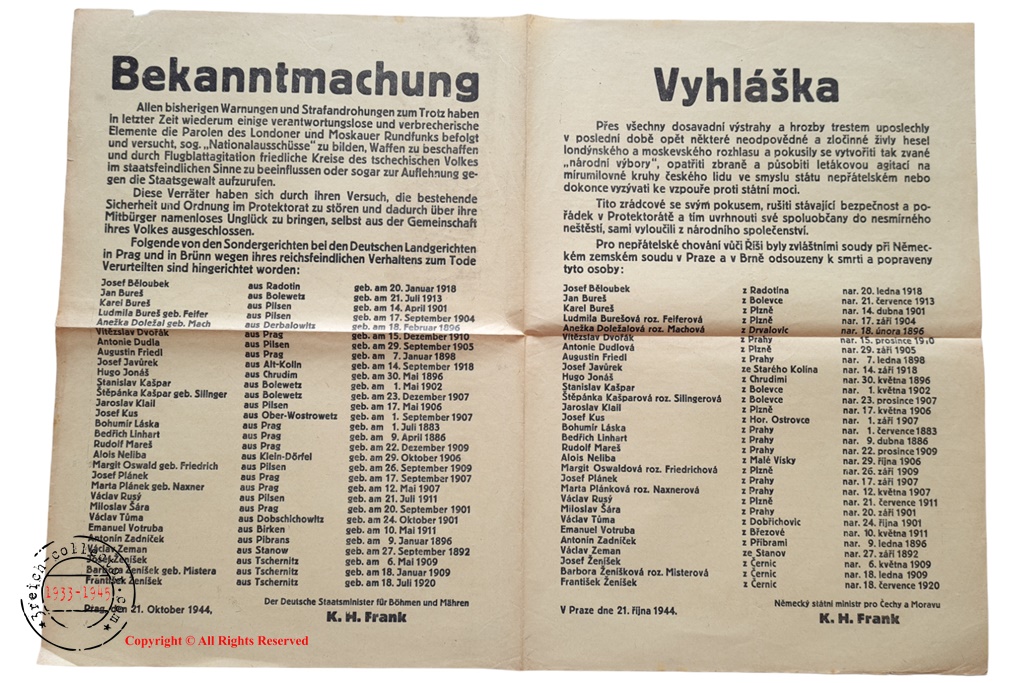 Bekanntmachung
Allen bisherigen Warnungen und Strafandrohungen zum Trotz haben
in letzter Zeit wiederum einige verantwortungslose und verbrecherische
Elemente die Parolen des Londoner und Moskauer Rundfunks befolgt
und versucht, sog. „Nationalausschüsse" zu bilden, Waffen zu beschaffen
und durch Flugblattagitation friedliche Kreise des tschechischen Volkes
im staatsfeindlichen Sinne zu beeinflussen oder sogar zur Auflehnung ge-
gen die Staatsgewalt aufzurufen.
Diese Verräter haben sich durch ihren Versuch, die bestehende
Sicherheit und Ordnung im Protektorat zu stören und dadurch über ihre
Mitbürger namenloses Unglück zu bringen, selbst aus der Gemeinschaft
ihres Volkes ausgeschlossen.
Folgende von den Sondergerichten bei den Deutschen Landgerichten
in Prag und in Brünn wegen ihres reichsfeindlichen Verhaltens zum Tode
Verurteilten sind hingerichtet worden:
Josef Běloubek aus Radotin geb. am 20. Januar 1918
Jan Bureš aus Bolewetz geb. am 21. Juli 1913
Karel Bureš aus Pilsen geb. am 14. April 1901
Ludmila Bureš geb. Feifer aus Pilsen geb. am 17. September 1904
Anežka Doležal geb. Mach aus Derbalowitz geb. am 18. Februar 1896
Vítězslav Dvořák aus Prag geb. am 15. Dezember 1910
Antonie Dudla aus Pilsen geb. am 29. September 1905
Augustin Friedl aus Prag geb. am 7. Januar 1898
Josef Javůrek aus Alt-Kolin geb. am 14. September 1918
Hugo Jonáš aus Chrudim geb. am 30. Mai 1896
Stanislav Kašpar aus Bolewetz geb. am 1. Mai 1902
Štěpánka Kašpar geb. Silinger aus Bolewetz geb. am 23. Dezember 1907
Jaroslav Klail aus Pilsen geb. am 17. Mai 1906
Josef Kus aus Ober-Wostrowetz geb. am 1. September 1907
Bohumír Láska aus Prag geb. am 1. Juli 1883
Bedřich Linhart aus Prag geb. am 9. April 1886
Rudolf Mareš aus Prag geb. am 22. Dezember 1909
Alois Neliba aus Klein-Dörfel geb. am 29. Oktober 1906
Margit Oswald geb. Friedrich aus Pilsen geb. am 26. September 1909
Josef Plánek aus Prag geb. am 17. September 1907
Marta Plánek geb. Naxner aus Prag geb. am 12. Mai 1907
Václav Rusý aus Pilsen geb. am 21. Juli 1911
Miloslav Šára aus Prag geb. am 20. September 1901
Václav Tůma aus Dobschichowitz geb. am 24. Oktober 1901
Emanuel Votruba aus Birken geb. am 10. Mai 1911
Antonín Zadníček aus Pibrans geb. am 9. Januar 1896
Václav Zeman aus Stanow geb. am 27. September 1892
Josef Ženíšek aus Tschernitz geb. am 6. Mai 1909
Barbora Ženíšek geb. Mistera aus Tschernitz geb. am 18. Januar 1909
František Ženíšek aus Tschernitz geb. am 18. Juli 1920
Prag, den 21. Oktober 1944.
Der Deutsche Staatsminister für Böhmen und Mähren
K. H. Frank
Vyhláška
Přes všechny dosavadní výstrahy a hrozby trestem uposlechly
v poslední době opět některé neodpovědné a zločinné živly hesel
londýnského a moskevského rozhlasu a pokusily se vytvořiti tak zvané
„národní výbory", opatřiti zbraně a působiti letákovou agitací na
mírumilovné kruhy českého lidu ve smyslu státu nepřátelském nebo
dokonce vyzývati ke vzpouře proti státní moci.
Tito zrádcové se svým pokusem, rušiti stávající bezpečnost a po-
řádek v Protektorátě a tím uvrhnouti své spoluobčany do nesmírného
neštěstí, sami vyloučili z národního společenství.
Pro nepřátelské chování vůči Říši byly zvláštními soudy při Němec-
kém zemském soudu v Praze a v Brně odsouzeny k smrti a popraveny
tyto osoby:
Josef Běloubek z Radotína nar. 20. ledna 1918
Jan Bureš z Bolevce nar. 21. července 1913
Karel Bureš z Plzně nar. 14. dubna 1901
Ludmila Burešová roz. Feiferová z Plzně nar. 17. září 1904
Anežka Doležalová roz. Machová z Drvalovic nar. 18. února 1896
Vítězslav Dvořák z Prahy nar. 15. prosince 1910
Antonie Dudlová z Plzně nar. 29. září 1905
Augustin Friedl z Prahy nar. 7. ledna 1898
Josef Javůrek ze Starého Kolína nar. 14. září 1918
Hugo Jonáš z Chrudimi nar. 30. května 1896
Stanislav Kašpar z Bolevce nar. 1. května 1902
Štěpánka Kašparová roz. Silingerová z Bolevce nar. 23. prosince 1907
Jaroslav Klail z Plzně nar. 17. května 1906
Josef Kus z Hor. Ostrovce nar. 1. září 1907
Bohumír Láska z Prahy nar. 1. července 1883
Bedřich Linhart z Prahy nar. 9. dubna 1886
Rudolf Mareš z Prahy nar. 22. prosince 1909
Alois Neliba z Malé Vísky nar. 29. října 1906
Margit Oswaldová roz. Friedrichová z Plzně nar. 26. září 1909
Josef Plánek z Prahy nar. 17. září 1907
Marta Plánková roz. Naxnerová z Prahy nar. 12. května 1907
Václav Rusý z Plzně nar. 21. července 1911
Miloslav Šára z Prahy nar. 20. září 1901
Václav Tůma z Dobřichovic nar. 24. října 1901
Emanuel Votruba z Březové nar. 10. května 1911
Antonín Zadníček z Příbrami nar. 9. ledna 1896
Václav Zeman ze Stanov nar. 27. září 1892
Josef Ženíšek z Černic nar. 6. května 1909
Barbora Ženíšková roz. Misterová z Černic nar. 18. ledna 1909
František Ženíšek z Černic nar. 18. července 1920
V Praze dne 21. října 1944.
Německý státní ministr pro Čechy a Moravu
K. H. Frank
3reich-collector.com
1933-1945
Copyright © All Rights Reserved